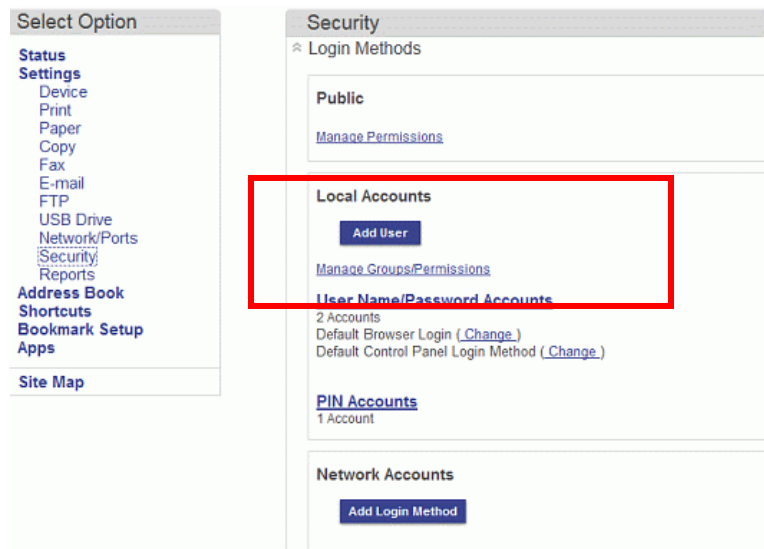 Select Option
Status
Settings
Device
Print
Paper
Copy
Fax
E-mail
FTP
USB Drive
Network/Ports
Security
Reports
Address Book
Shortcuts
Bookmark Setup
Apps
Site Map
Security
Login Methods
Public
Manage Permissions
Local Accounts
Add User
Manage Groups/Permissions
User Name/Password Accounts
2 Accounts
Default Browser Login ( Change )
Default Control Panel Login Method ( Change )
PIN Accounts
1 Account
Network Accounts
Add Login Method